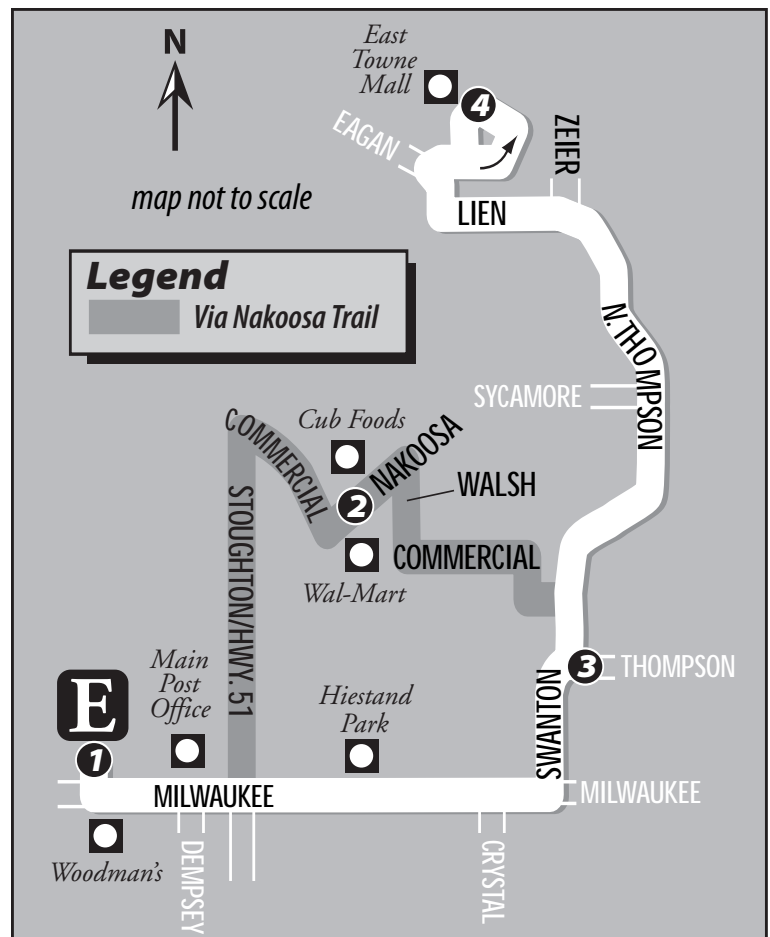 N
East
Towne
Mall
4
EAGAN
ZEIER
map not to scale
LIEN
Legend
Via Nakoosa Trail
N. THOMPSON
SYCAMORE
COMMERCIAL
Cub Foods
NAKOOSA
2
WALSH
STOUGHTON/HWY. 51
COMMERCIAL
Wal-Mart
Main
Post
Office
3
THOMPSON
E
Hiestand
Park
SWANTON
1
MILWAUKEE
MILWAUKEE
Woodman's
DEMPSEY
CRYSTAL